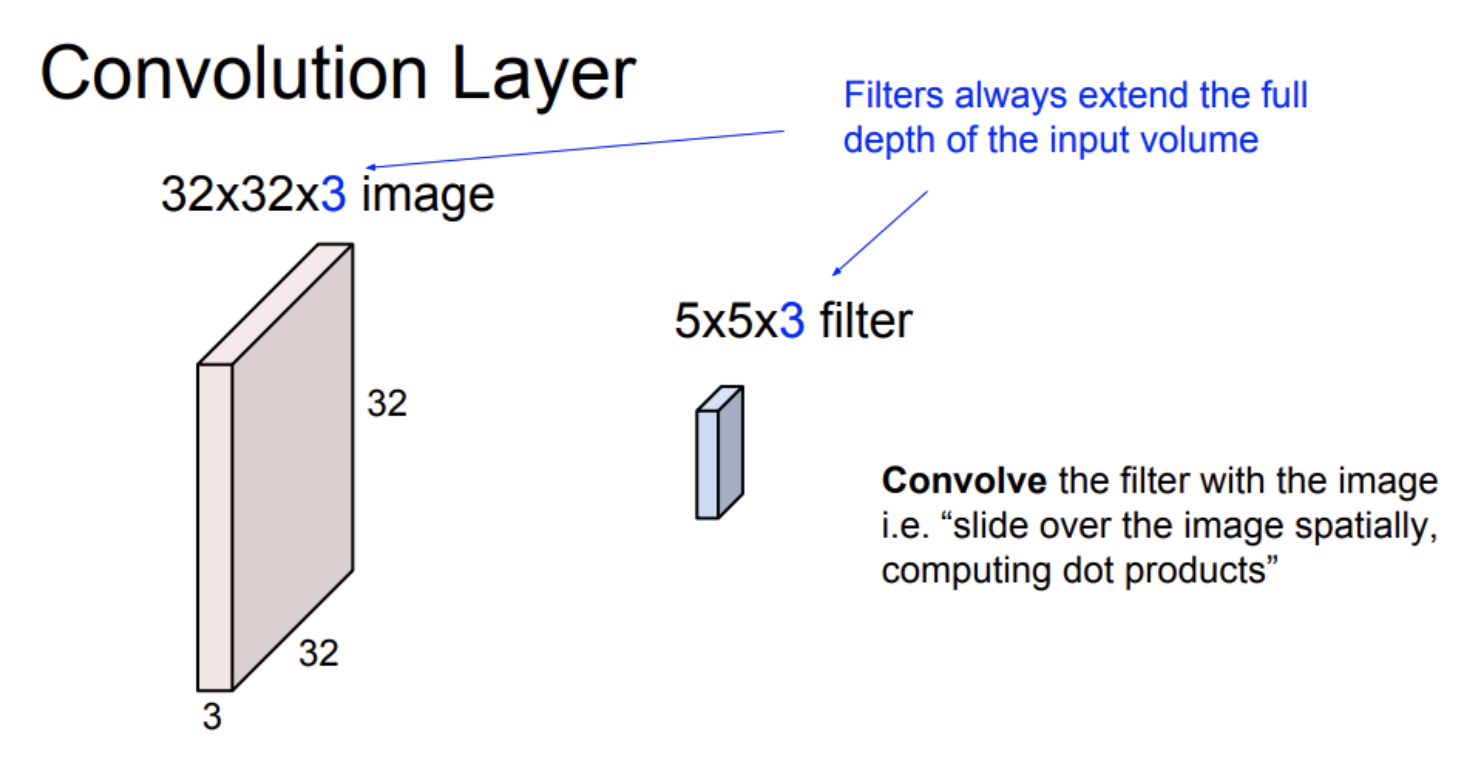 Convolution Layer
Filters always extend the full
depth of the input volume
32x32x3 image
32
32
3
5x5x3 filter
Convolve the filter with the image
i.e. “slide over the image spatially,
computing dot products”